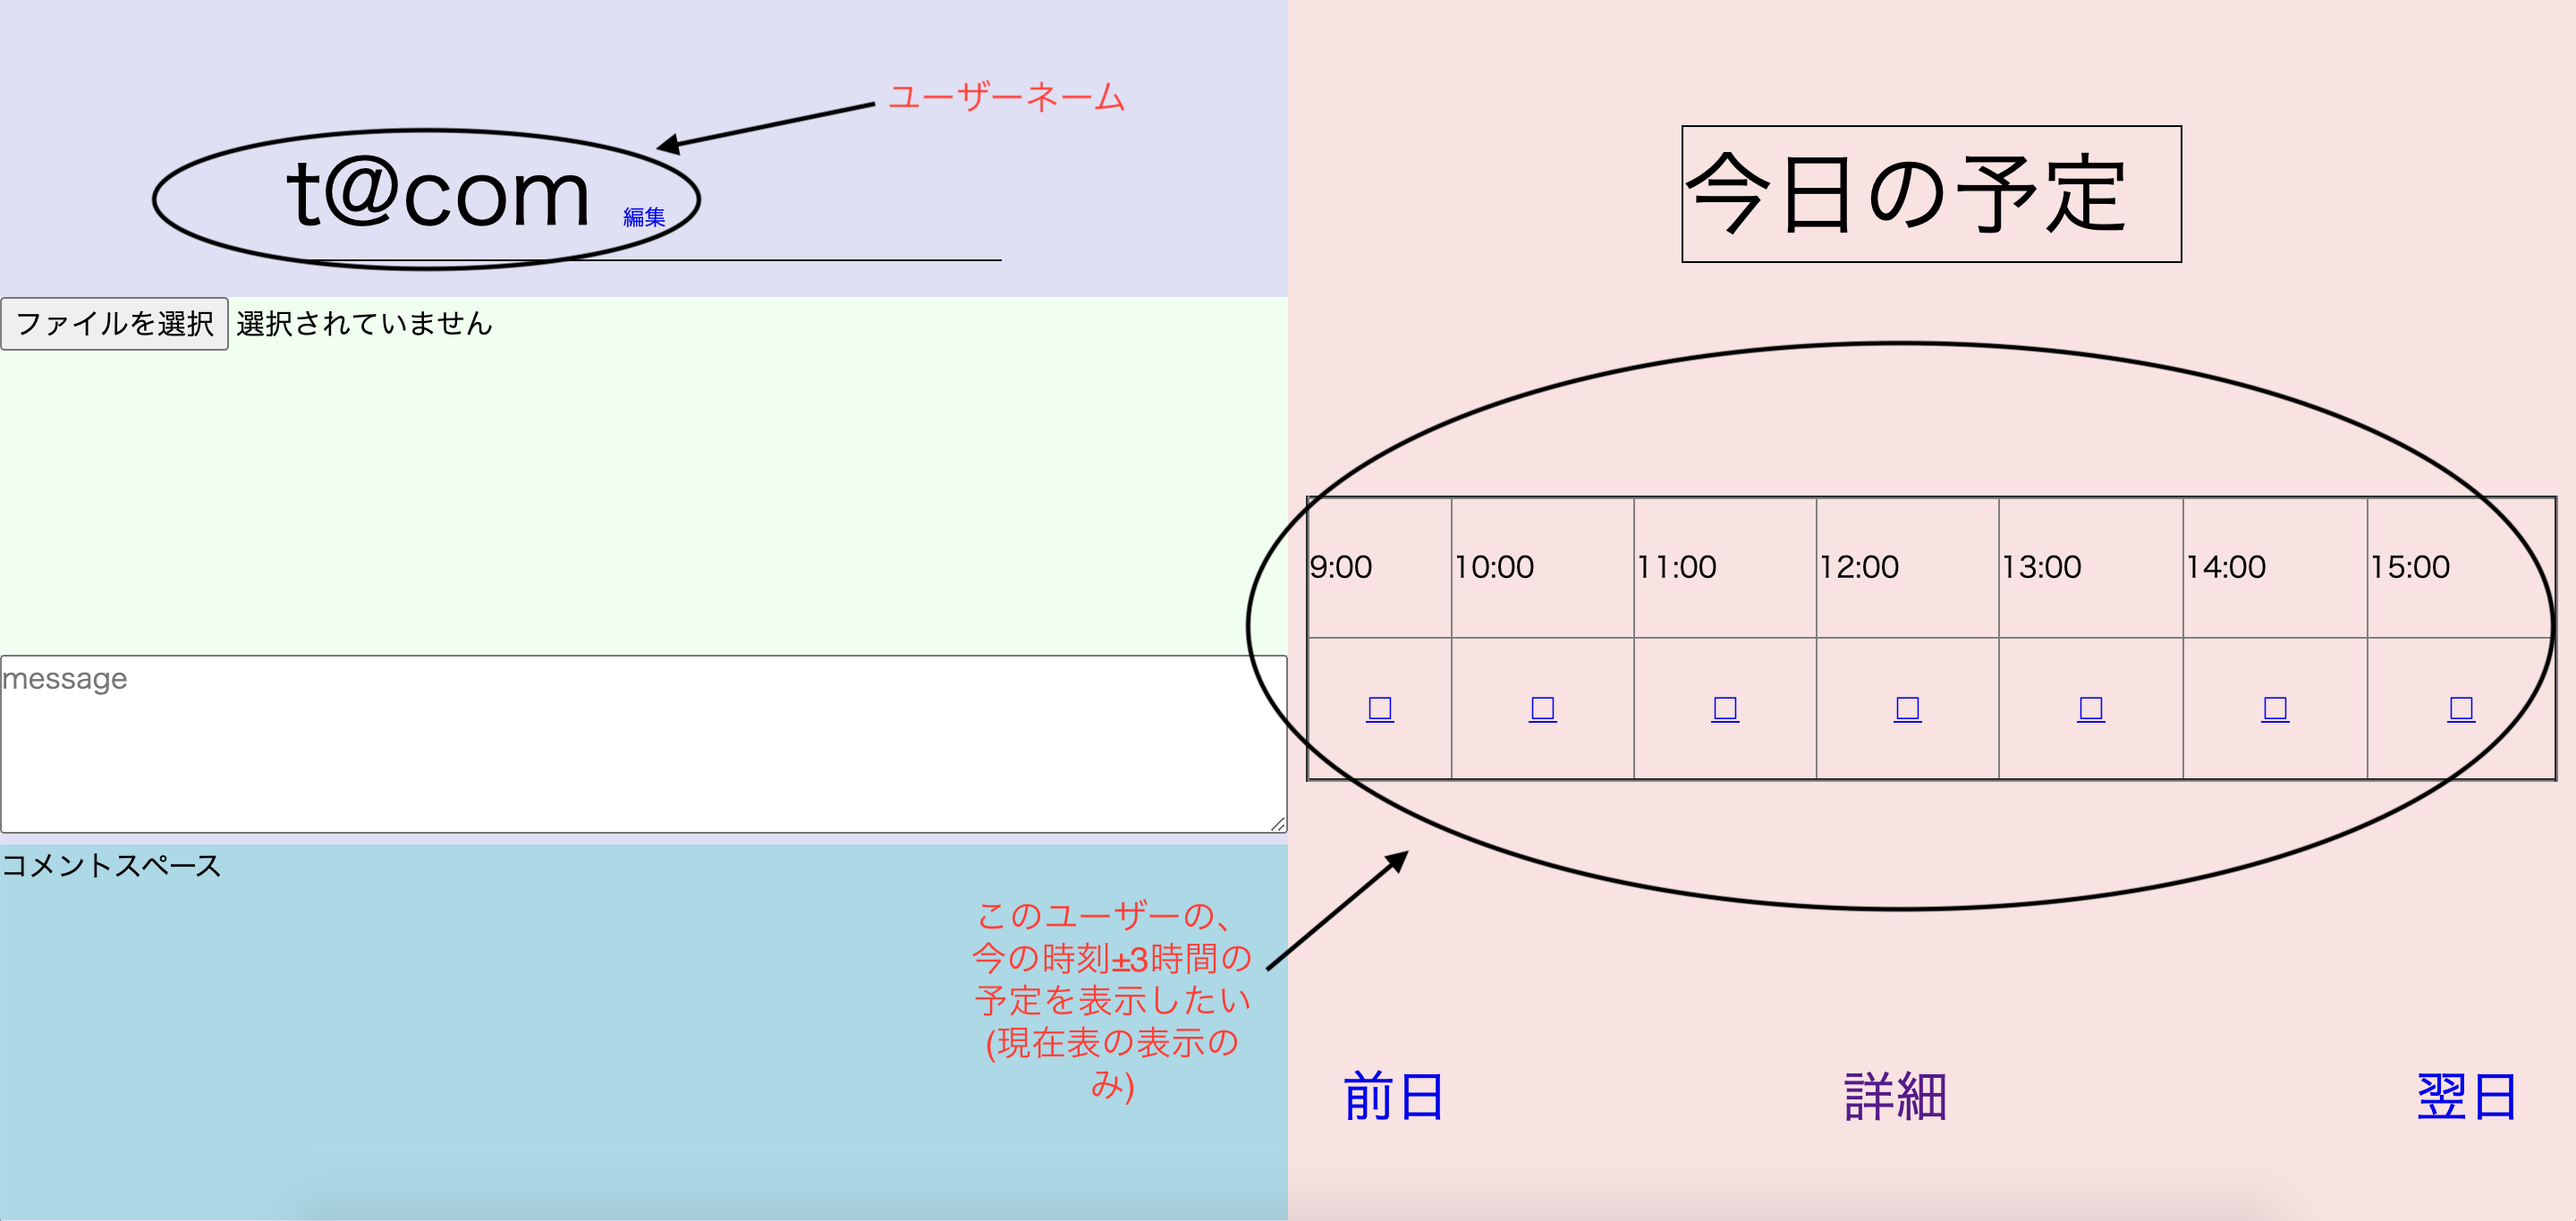 ユーザーネーム
t@com 編集
ファイルを選択 選択されていません
message
コメントスペース
このユーザーの、
今の時刻±3時間の
予定を表示したい
(現在表の表示の
み)
今日の予定
9:00 10:00 11:00 12:00 13:00 14:00 15:00
□ □ □ □ □ □ □
前日 詳細 翌日